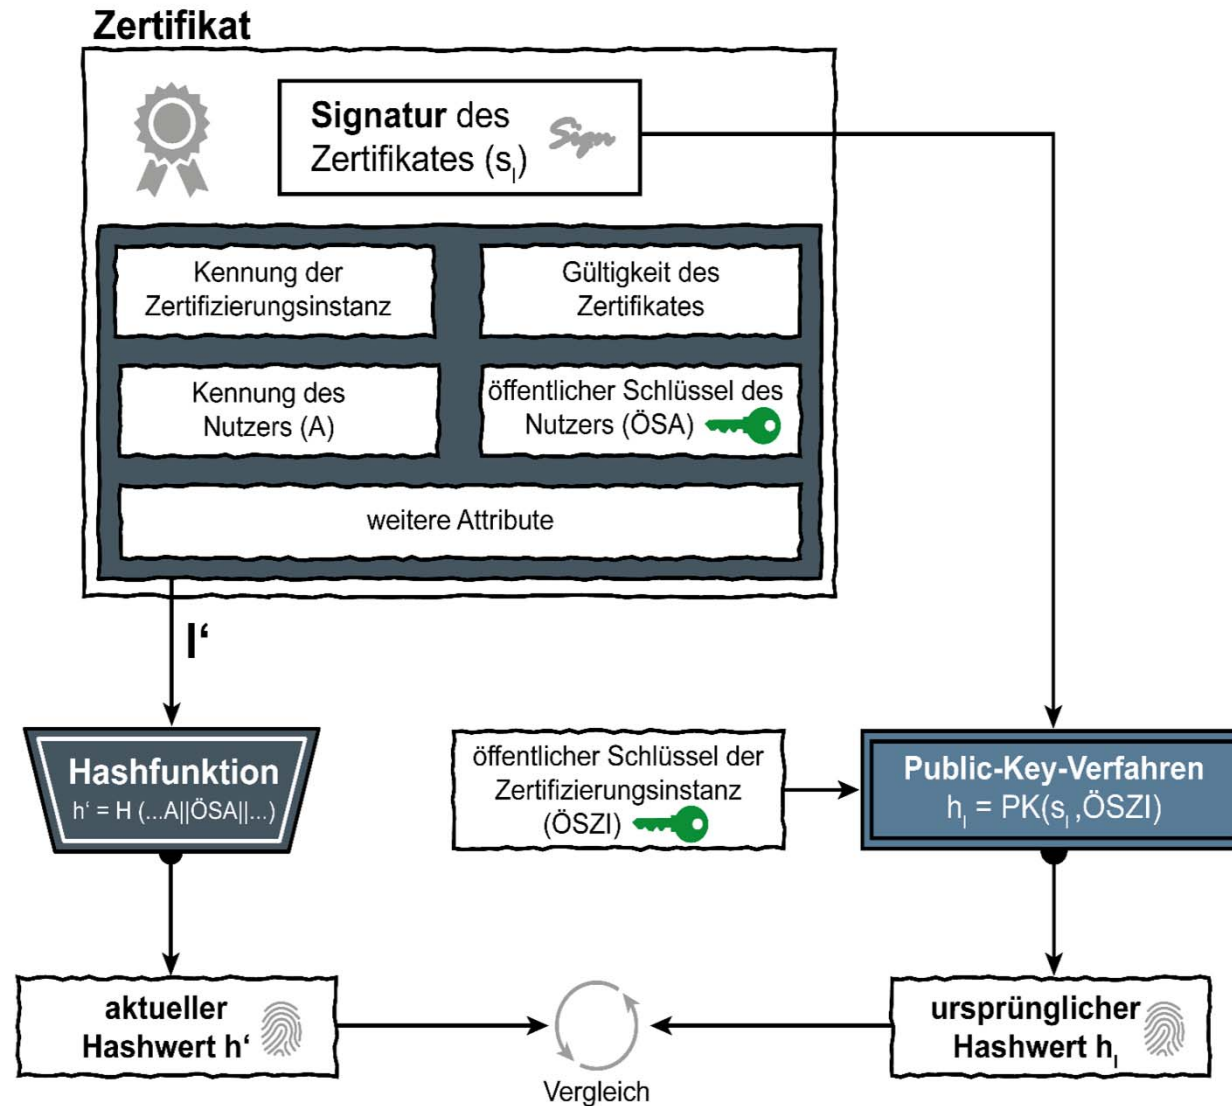 Zertifikat
Signatur des
Zertifikates (sI)
Sign
Kennung der
Zertifizierungsinstanz
Gültigkeit des
Zertifikates
Kennung des
Nutzers (A)
öffentlicher Schlüssel des
Nutzers (ÖSA)
weitere Attribute
I‘
Hashfunktion
h‘ = H (...A||ÖSA||...)
öffentlicher Schlüssel der
Zertifizierungsinstanz
(ÖSZI)
Public-Key-Verfahren
hI = PK(sI ,ÖSZI)
aktueller
Hashwert h‘
Vergleich
ursprünglicher
Hashwert hI